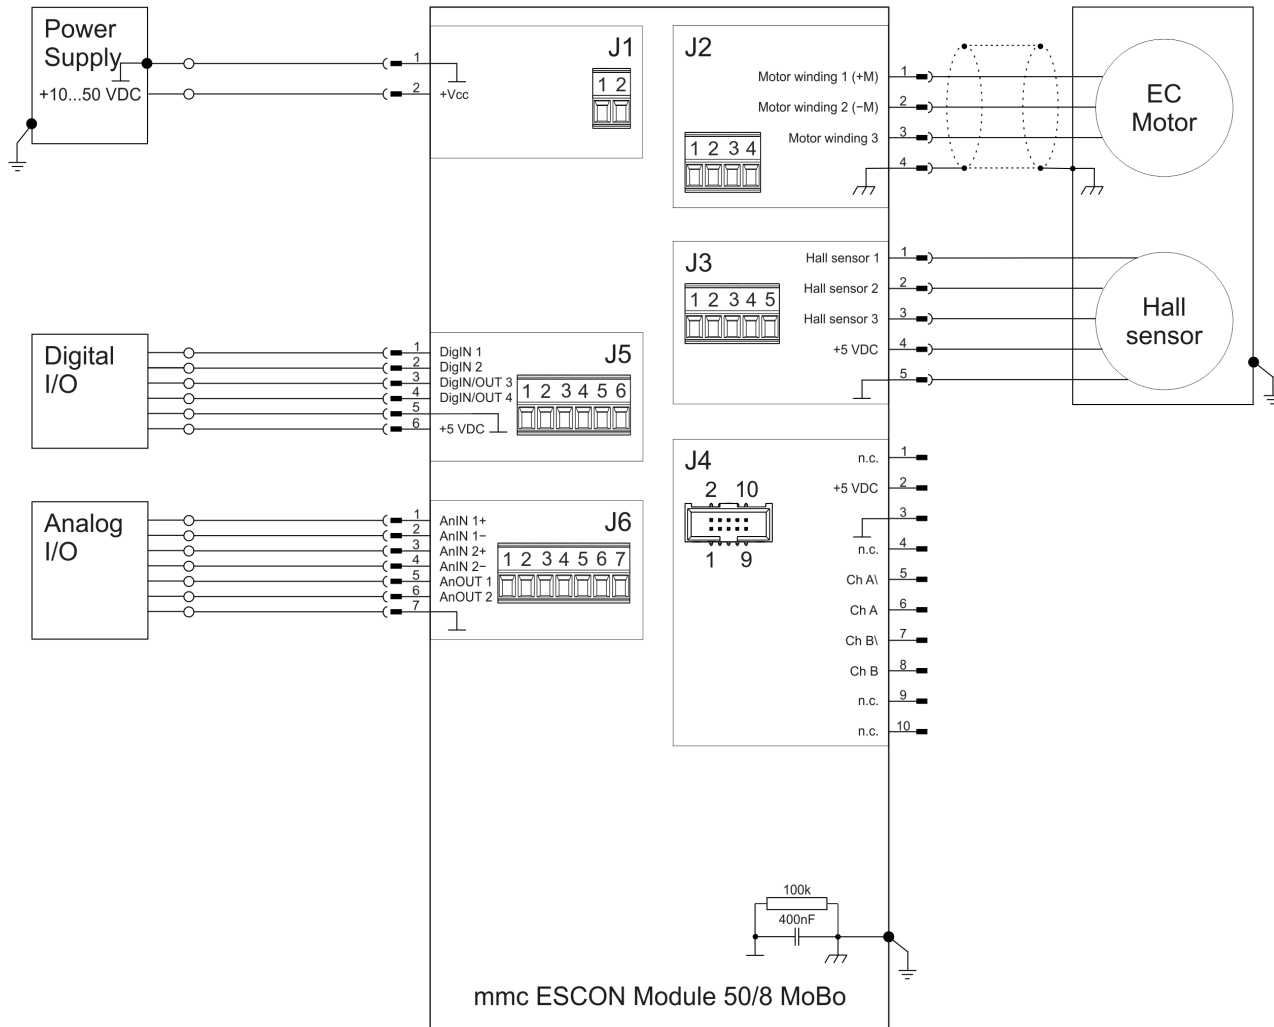 Power
Supply
+10...50 VDC
1
2
+Vcc
J1
1 2
J2
Motor winding 1 (+M)
1
Motor winding 2 (−M)
2
Motor winding 3
3
4
1 2 3 4
EC
Motor
J3
1 2 3 4 5
Hall sensor 1
1
Hall sensor 2
2
Hall sensor 3
3
+5 VDC
4
5
Hall
sensor
Digital
I/O
1
DigIN 1
2
DigIN 2
3
DigIN/OUT 3
4
DigIN/OUT 4
5
6
+5 VDC
J5
1 2 3 4 5 6
J4
2 10
1 9
n.c.
1
+5 VDC
2
3
n.c.
4
Ch A\
5
Ch A
6
Ch B\
7
Ch B
8
n.c.
9
n.c.
10
Analog
I/O
1
AnIN 1+
2
AnIN 1−
3
AnIN 2+
4
AnIN 2−
5
AnOUT 1
6
AnOUT 2
7
J6
1 2 3 4 5 6 7
100k
400nF
mmc ESCON Module 50/8 MoBo